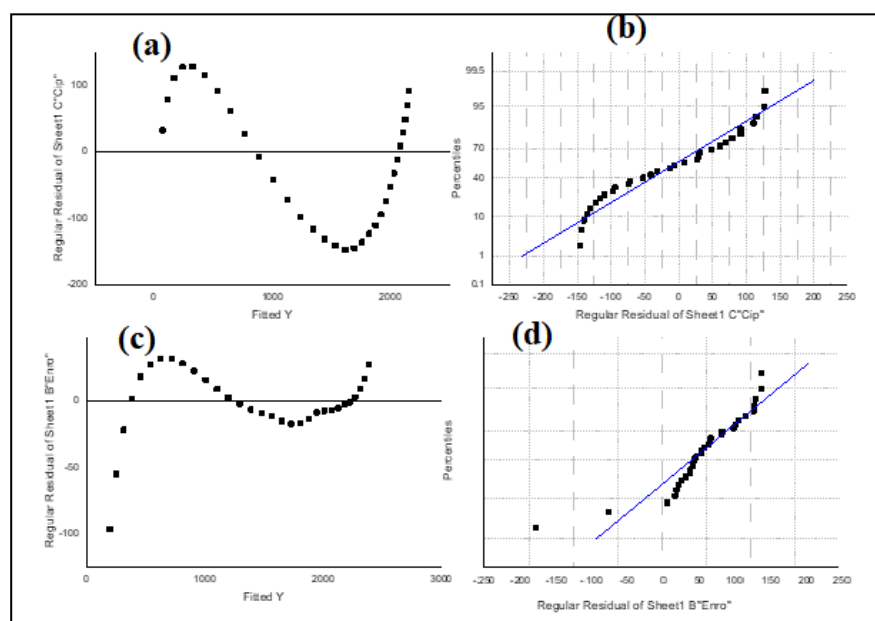 (a)
Regular Residual of Sheet1 C"Cip"
100
0
-100
-200
0
1000
2000
Fitted Y
(b)
Percentiles
99.5
95
70
40
10
1
0.1
-250 -200 -150 -100 -50 0 50 100 150 200 250
Regular Residual of Sheet1 C"Cip"
(c)
Regular Residual of Sheet1 B"Enro"
0
-50
-100
0
1000
2000
3000
Fitted Y
(d)
Percentiles
-250 -200 -150 -100 -50 0 50 100 150 200 250
Regular Residual of Sheet1 B"Enro"